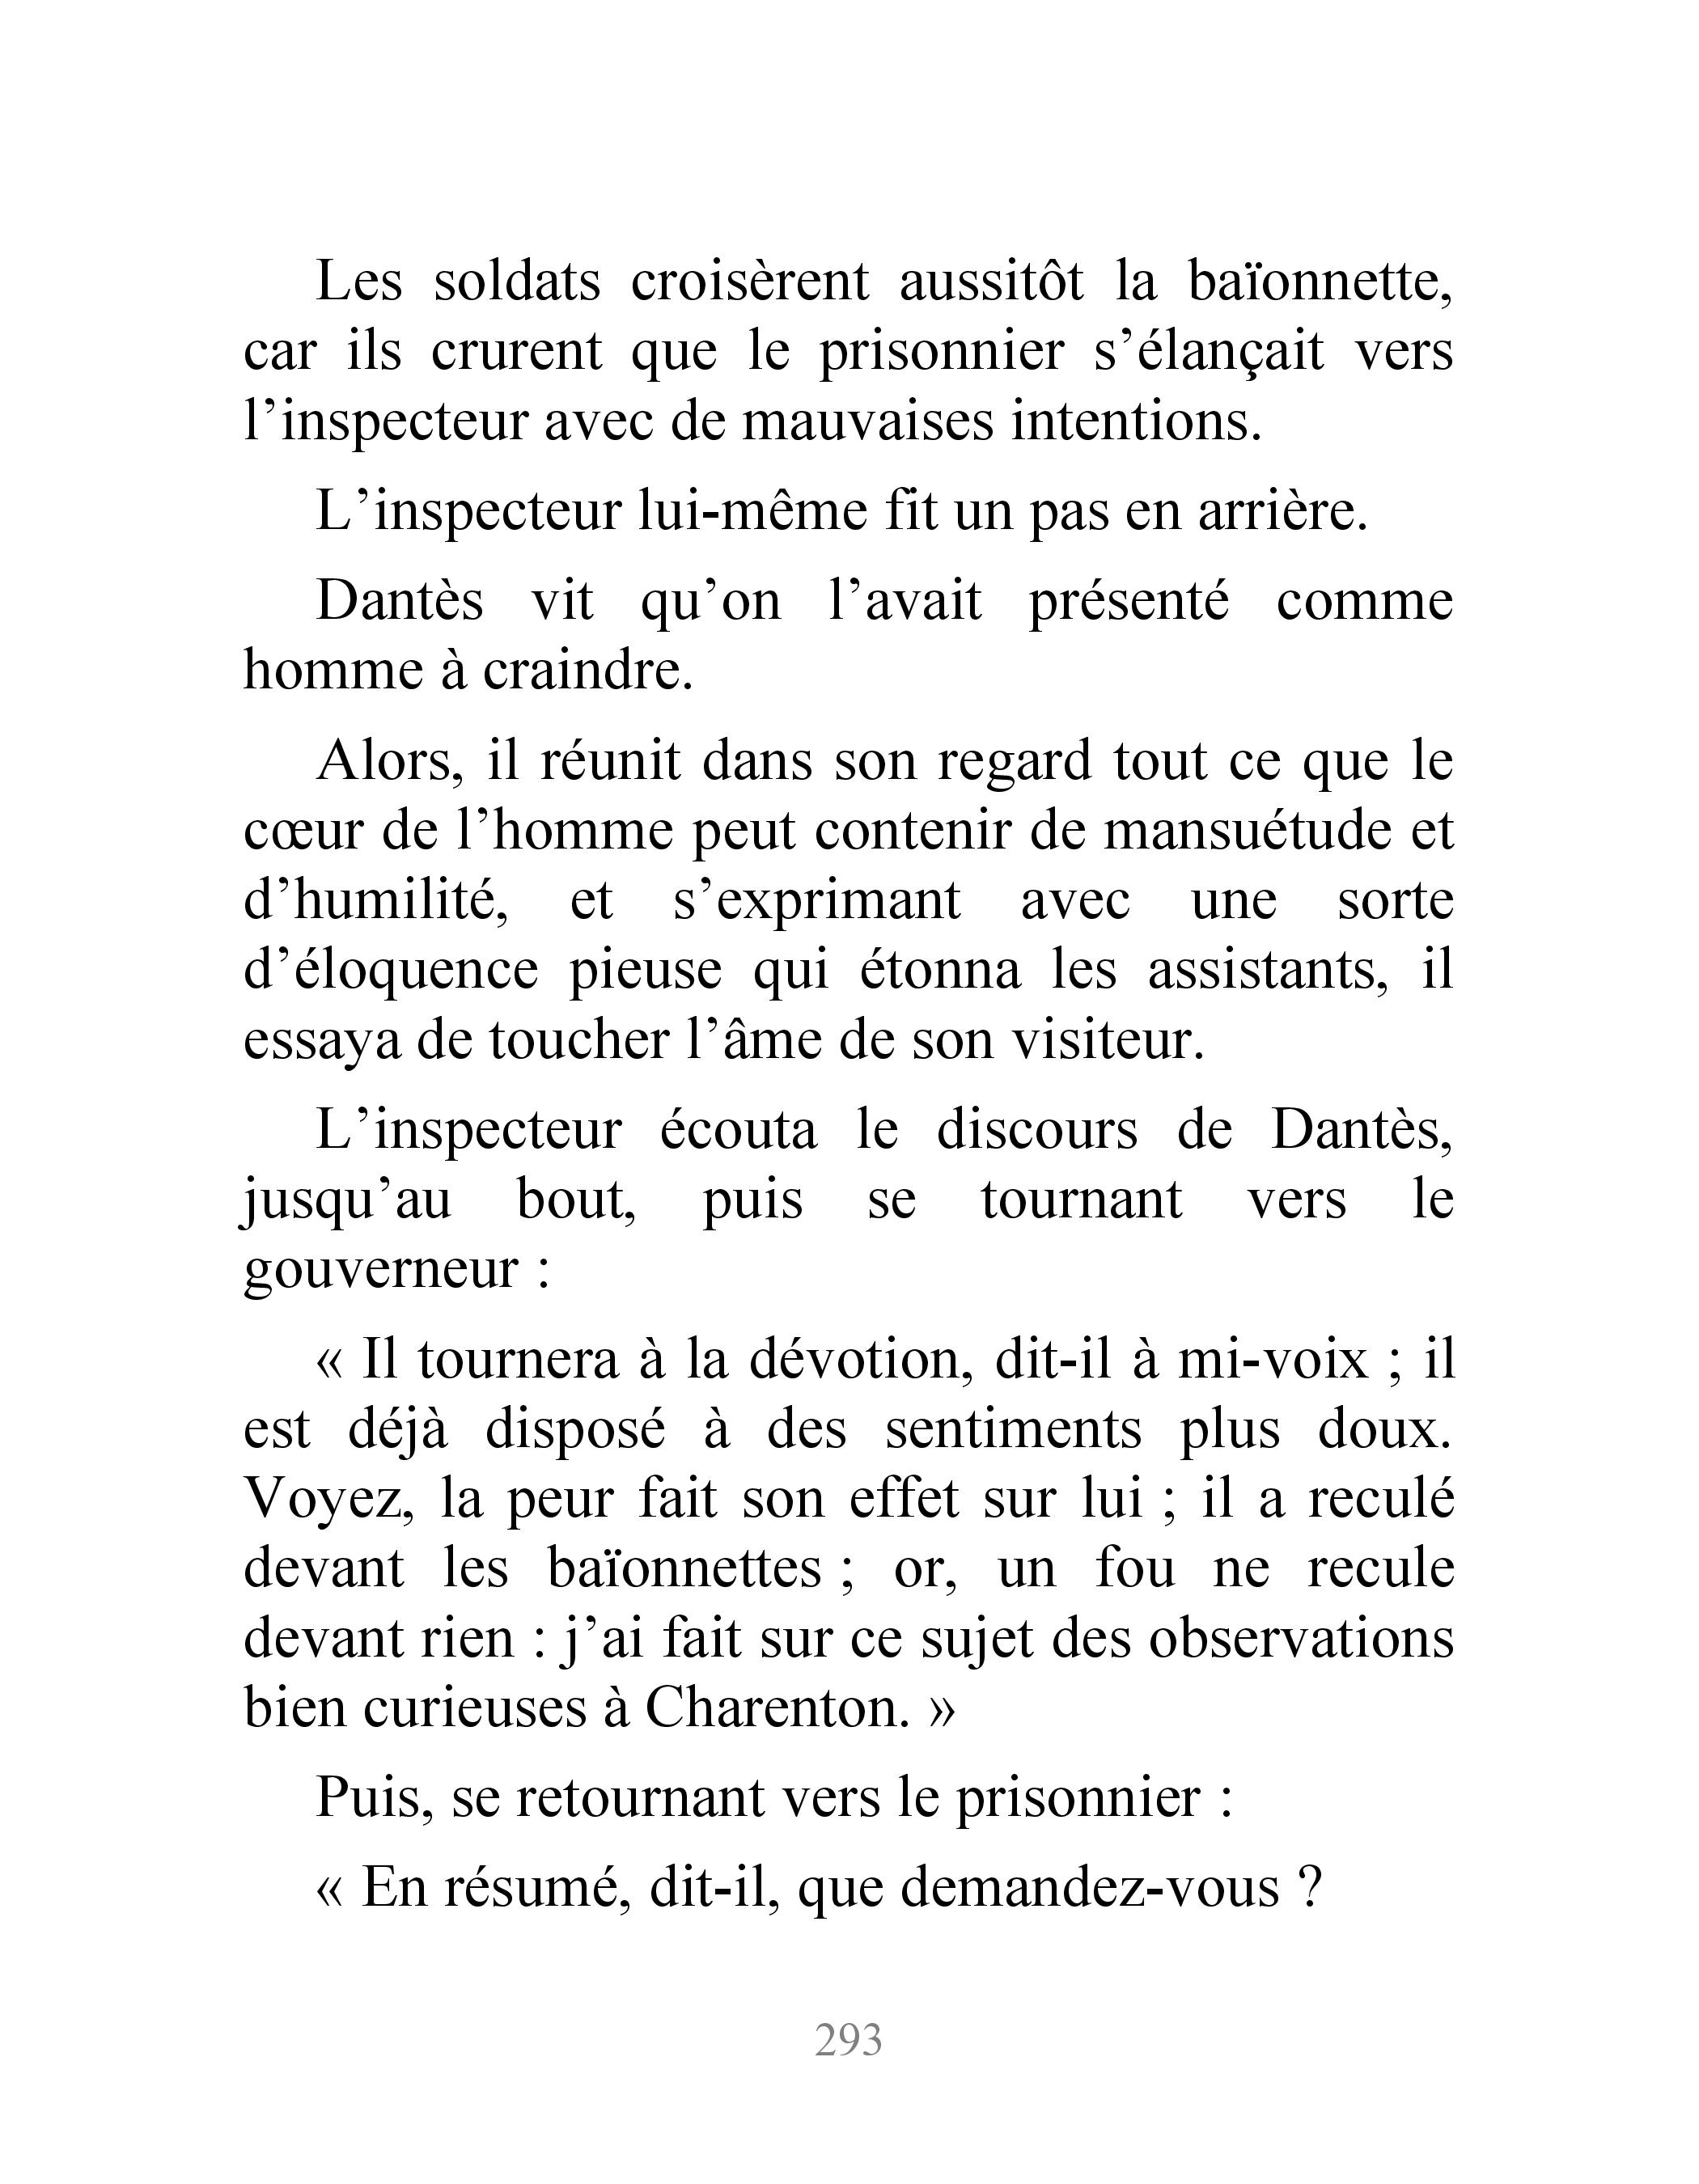 Les soldats croisèrent aussitôt la baïonnette,
car ils crurent que le prisonnier s’élançait vers
l’inspecteur avec de mauvaises intentions.
L’inspecteur lui-même fit un pas en arrière.
Dantès vit qu’on l’avait présenté comme
homme à craindre.
Alors, il réunit dans son regard tout ce que le
cœur de l’homme peut contenir de mansuétude et
d’humilité, et s’exprimant avec une sorte
d’éloquence pieuse qui étonna les assistants, il
essaya de toucher l’âme de son visiteur.
L’inspecteur écouta le discours de Dantès,
jusqu’au bout, puis se tournant vers le
gouverneur :
« Il tournera à la dévotion, dit-il à mi-voix ; il
est déjà disposé à des sentiments plus doux.
Voyez, la peur fait son effet sur lui ; il a reculé
devant les baïonnettes ; or, un fou ne recule
devant rien : j’ai fait sur ce sujet des observations
bien curieuses à Charenton. »
Puis, se retournant vers le prisonnier :
« En résumé, dit-il, que demandez-vous ?
293